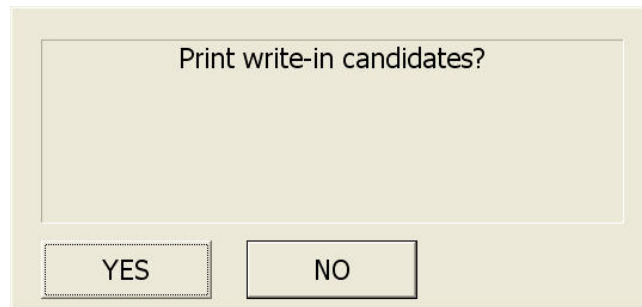 Print write-in candidates?
YES
NO